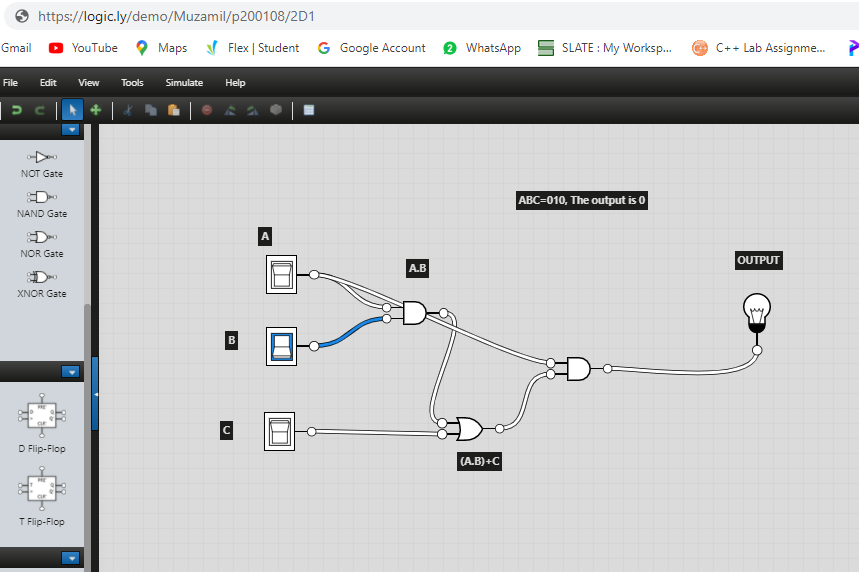 https://logic.ly/demo/Muzamil/p200108/2D1
Gmail YouTube Maps Flex | Student Google Account 2 WhatsApp SLATE : My Worksp... C++ Lab Assignme...
File Edit View Tools Simulate Help
NOT Gate
NAND Gate
NOR Gate
XNOR Gate
D Flip-Flop
T Flip-Flop
ABC=010, The output is 0
A
A.B
OUTPUT
B
C
(A.B)+C